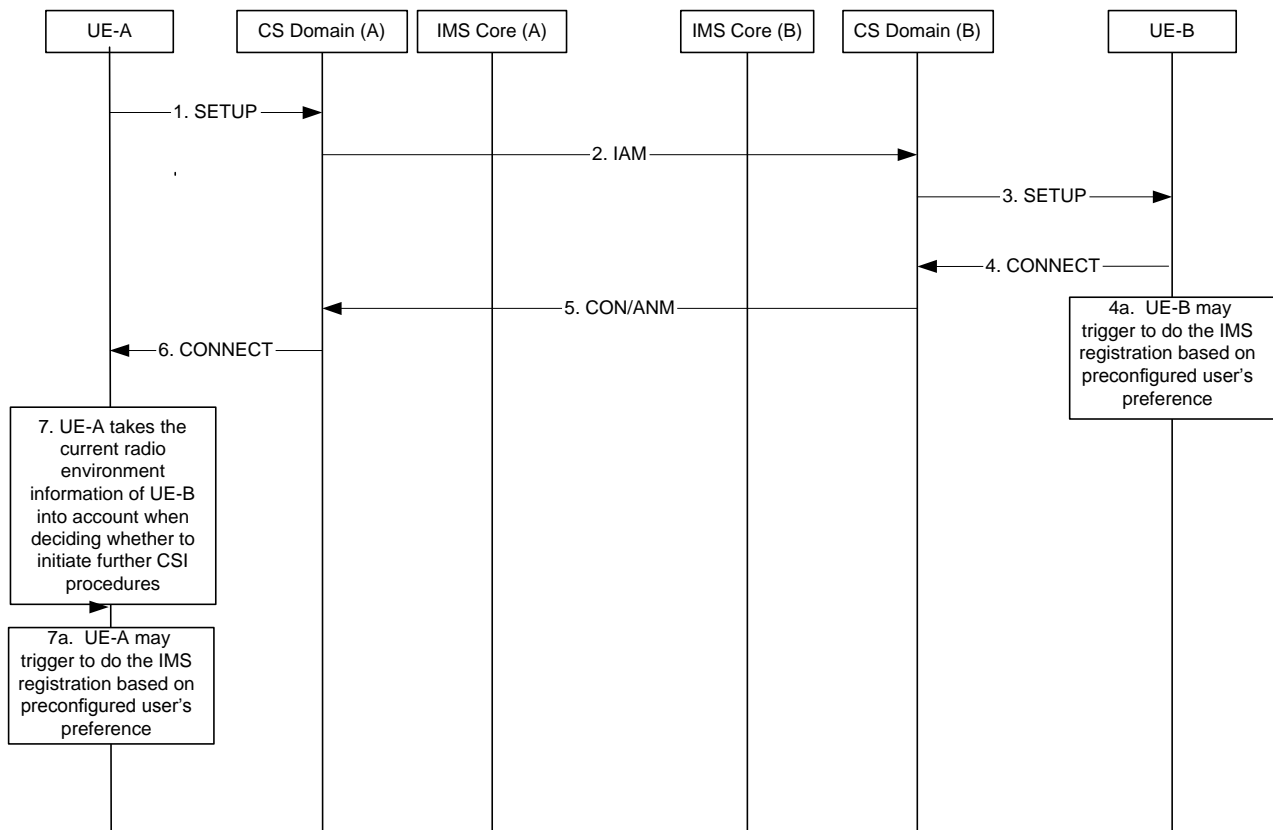 UE-A
CS Domain (A)
IMS Core (A)
IMS Core (B)
CS Domain (B)
UE-B
1. SETUP
2. IAM
3. SETUP
4. CONNECT
5. CON/ANM
4a. UE-B may
trigger to do the IMS
registration based on
preconfigured user's
preference
6. CONNECT
7. UE-A takes the
current radio
environment
information of UE-B
into account when
deciding whether to
initiate further CSI
procedures
7a. UE-A may
trigger to do the IMS
registration based on
preconfigured user's
preference